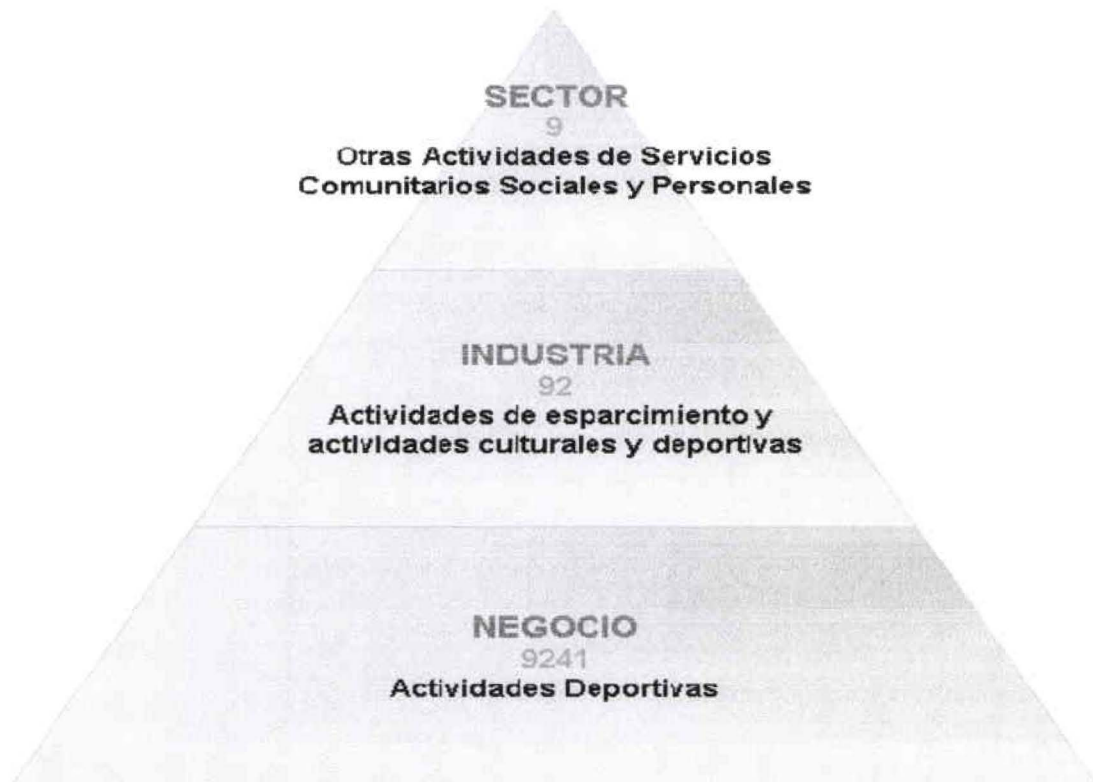 SECTOR
9
Otras Actividades de Servicios
Comunitarios Sociales y Personales
INDUSTRIA
92
Actividades de esparcimiento y
actividades culturales y deportivas
NEGOCIO
9241
Actividades Deportivas